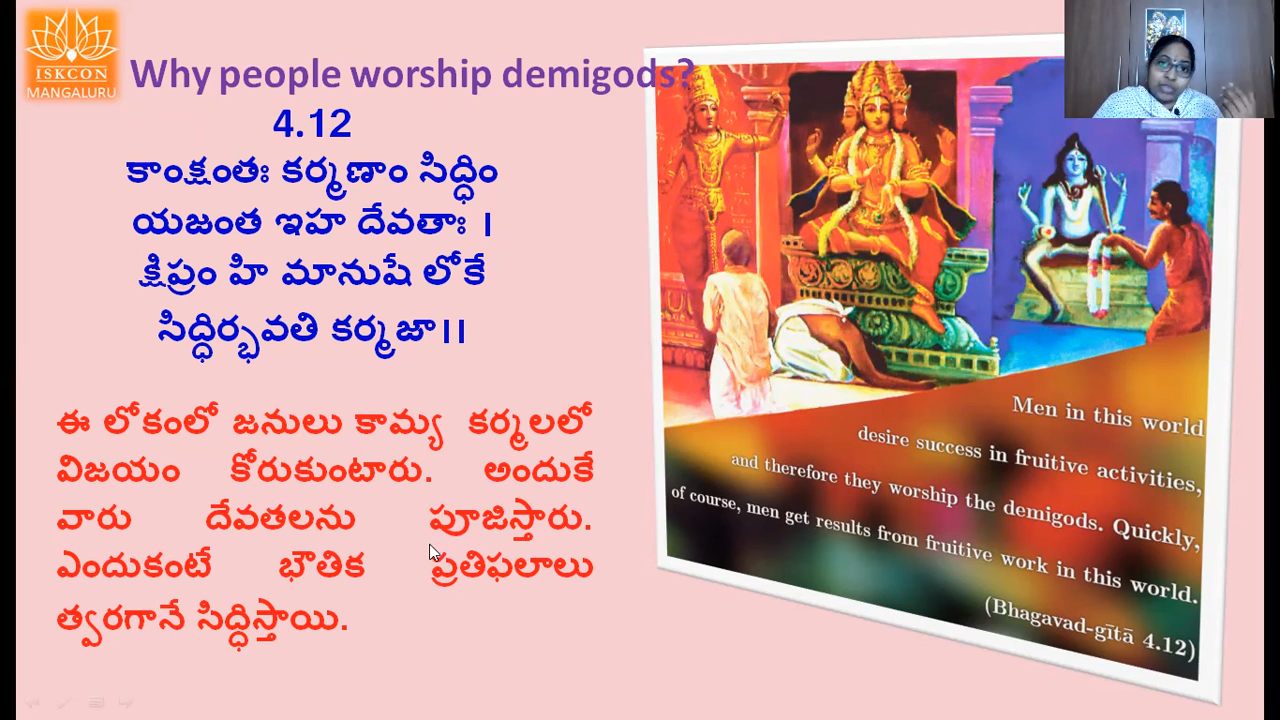 ISKCON
MANGALURU
Why people worship demigods?
4.12
కాంక్షంతః కర్మణాం సిద్ధిం
యజంత ఇహ దేవతాః ।
క్షిప్రం హి మానుషే లోకే
సిద్ధిర్భవతి కర్మజా।।
ఈ లోకంలో జనులు కామ్య కర్మలలో
విజయం కోరుకుంటారు. అందుకే
వారు దేవతలను పూజిస్తారు.
ఎందుకంటే భౌతిక ప్రతిఫలాలు
త్వరగానే సిద్ధిస్తాయి.
Men in this world
desire success in fruitive activities,
and therefore they worship the demigods. Quickly,
of course, men get results from fruitive work in this world.
(Bhagavad-gītā 4.12)